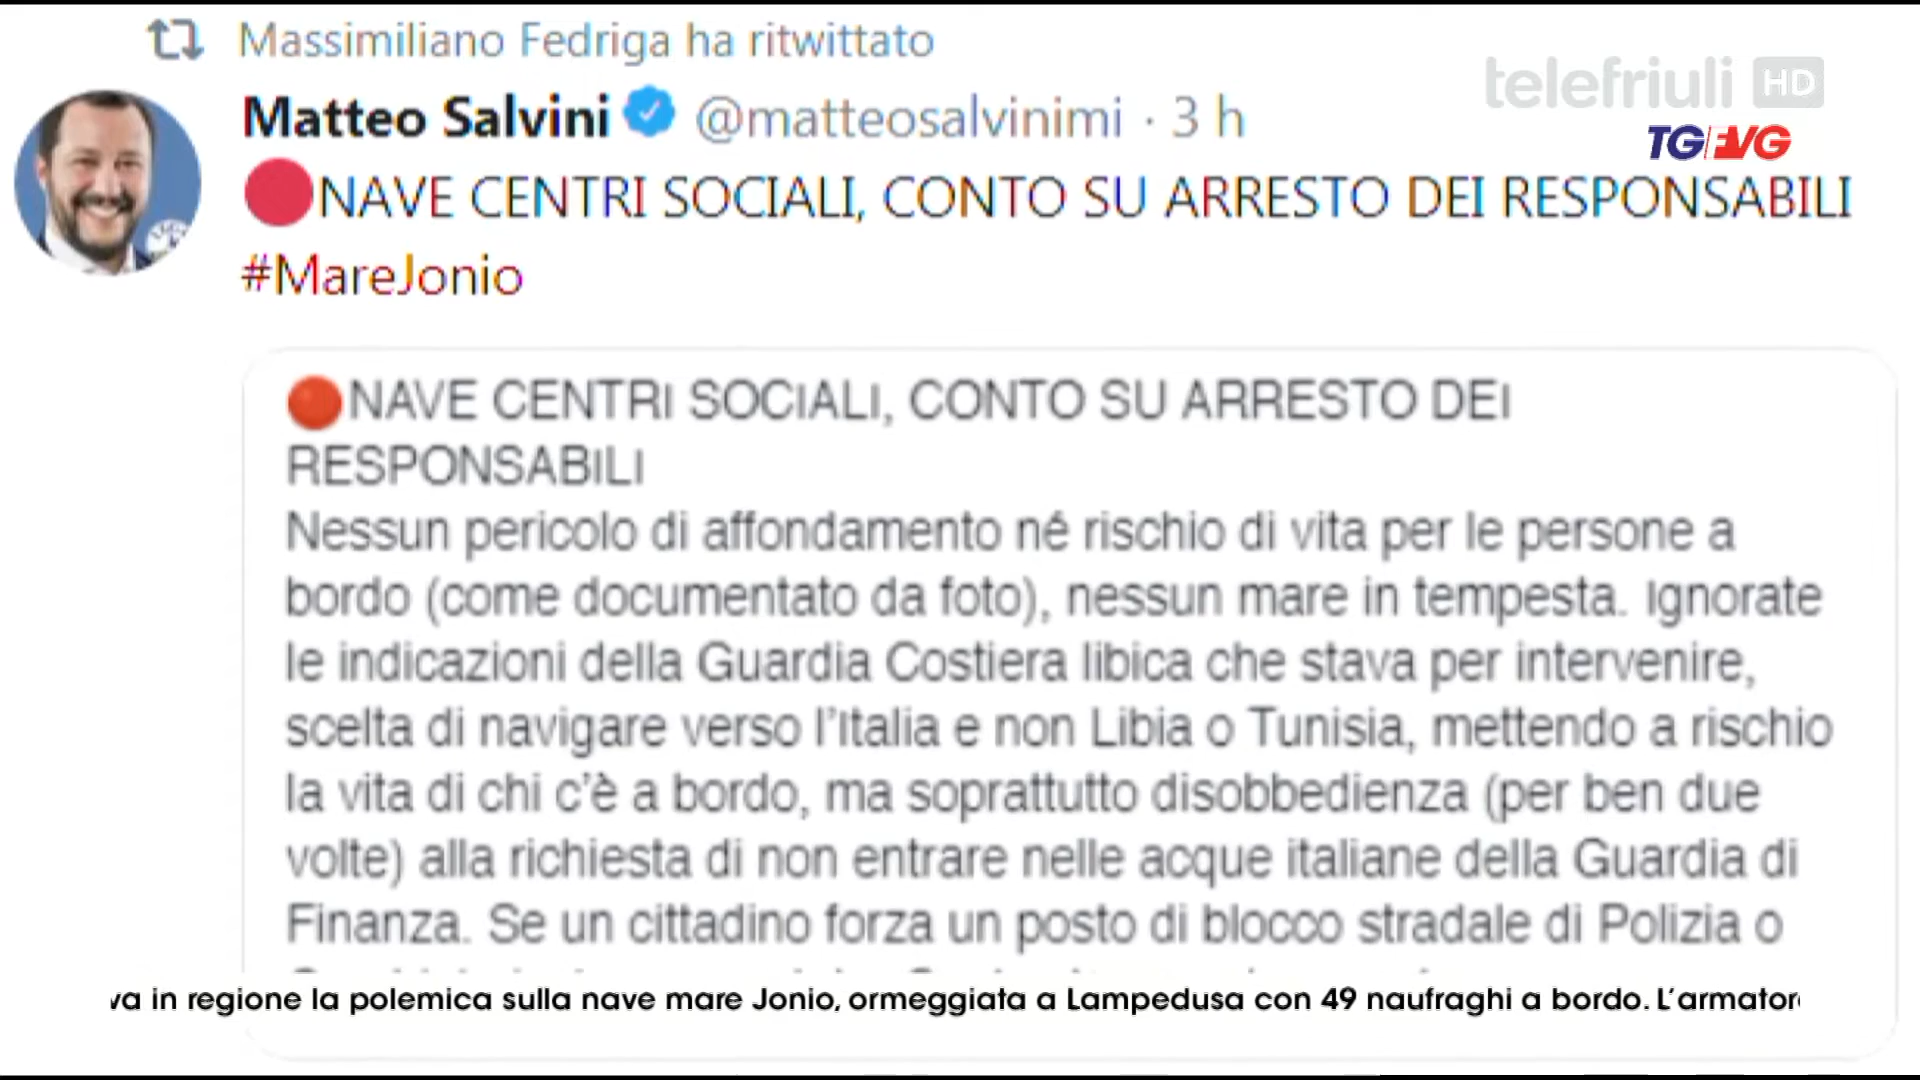 Massimiliano Fedriga ha ritwittato
telefriuli HD
TGFVG
Matteo Salvini @matteosalvinimi · 3 h
NAVE CENTRI SOCIALI, CONTO SU ARRESTO DEI RESPONSABILI
#MareJonio
NAVE CENTRI SOCIALI, CONTO SU ARRESTO DEI
RESPONSABILI
Nessun pericolo di affondamento né rischio di vita per le persone a
bordo (come documentato da foto), nessun mare in tempesta. Ignorate
le indicazioni della Guardia Costiera libica che stava per intervenire,
scelta di navigare verso l'Italia e non Libia o Tunisia, mettendo a rischio
la vita di chi c'è a bordo, ma soprattutto disobbedienza (per ben due
volte) alla richiesta di non entrare nelle acque italiane della Guardia di
Finanza. Se un cittadino forza un posto di blocco stradale di Polizia o
va in regione la polemica sulla nave mare Jonio, ormeggiata a Lampedusa con 49 naufraghi a bordo. L'armator